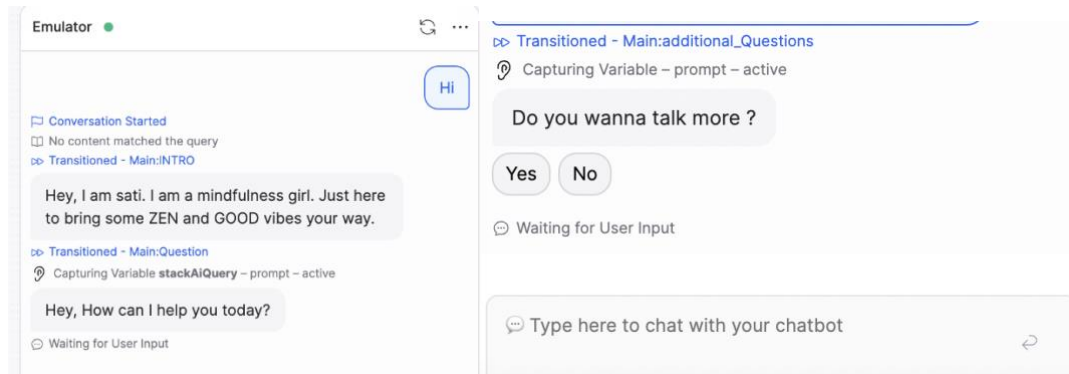 Emulator
Hi
Conversation Started
No content matched the query
Transitioned - Main:INTRO
Hey, I am sati. I am a mindfulness girl. Just here
to bring some ZEN and GOOD vibes your way.
Transitioned - Main:Question
Capturing Variable stackAiQuery – prompt – active
Hey, How can I help you today?
Waiting for User Input
Transitioned - Main:additional_Questions
Capturing Variable – prompt – active
Do you wanna talk more ?
Yes No
Waiting for User Input
Type here to chat with your chatbot